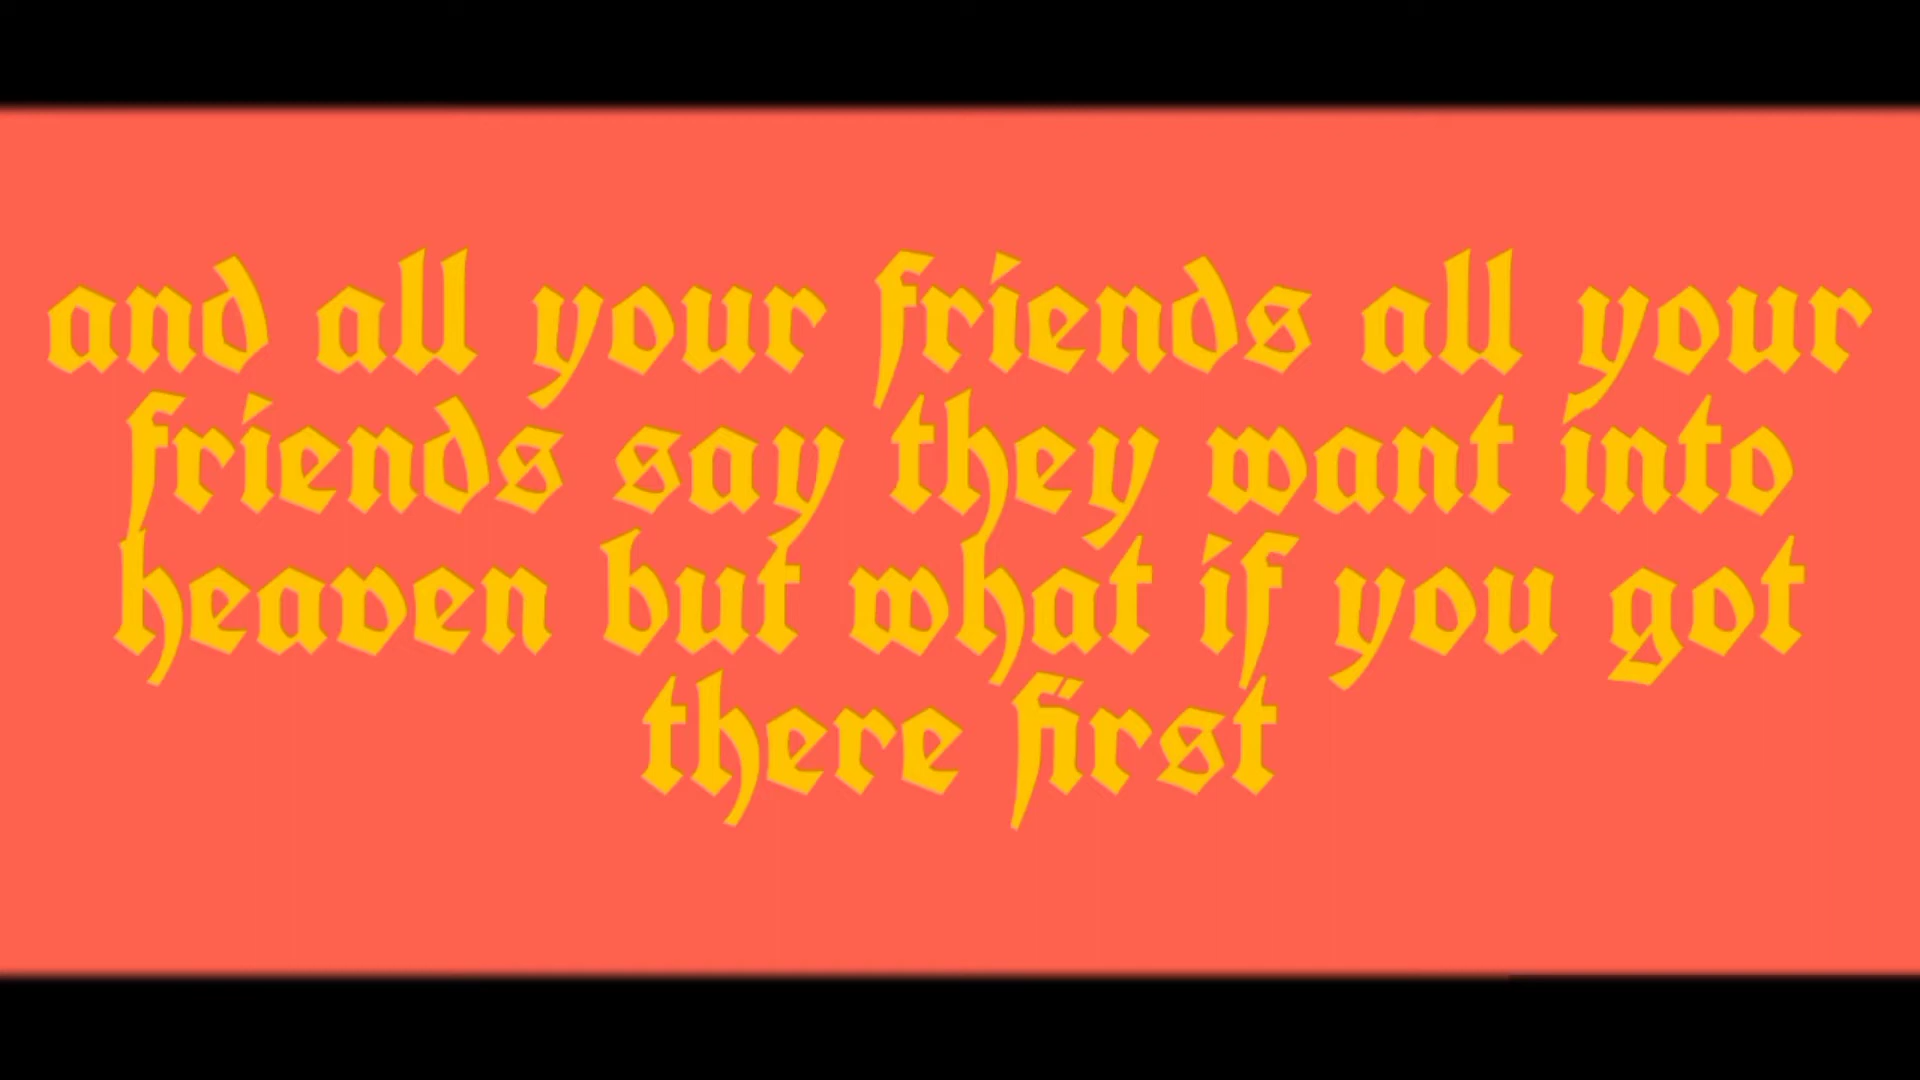 and all your friends all your
friends say they want into
heaven but what if you got
there first